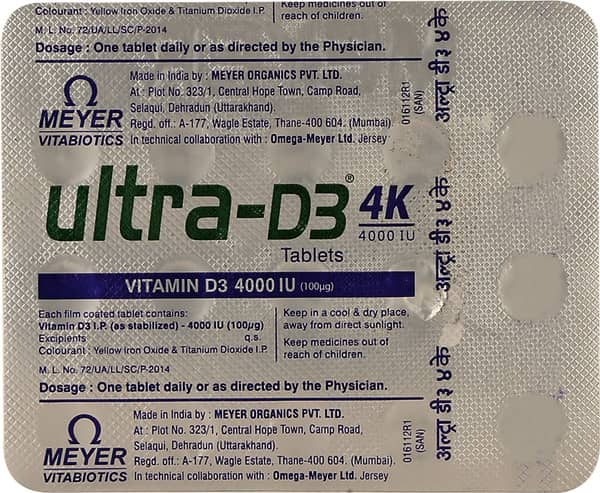 Colourant : Yellow Iron Oxide & Titanium Dioxide I.P.
Keep medicines out of
reach of children.
M. L. No. 72/UA/LL/SC/P-2014
Dosage : One tablet daily or as directed by the Physician.
Ω
MEYER
VITABIOTICS
Made in India by : MEYER ORGANICS PVT. LTD.
At : Plot No. 323/1, Central Hope Town, Camp Road,
Selaqui, Dehradun (Uttarakhand).
Regd. off.: A-177, Wagle Estate, Thane-400 604. (Mumbai)
In technical collaboration with : Omega-Meyer Ltd. Jersey
016112R1
(SAN)
अल्ट्रा डी३ ४के
ultra-D3® 4K
4000 IU
Tablets
VITAMIN D3 4000 IU (100µg)
अल्ट्रा डी३ ४के
Each film coated tablet contains:
Vitamin D3 I.P. (as stabilized) - 4000 IU (100µg)
Excipients q.s.
Colourant : Yellow Iron Oxide & Titanium Dioxide I.P.
Keep in a cool & dry place,
away from direct sunlight.
Keep medicines out of
reach of children.
M. L. No. 72/UA/LL/SC/P-2014
Dosage : One tablet daily or as directed by the Physician.
Ω
MEYER
VITABIOTICS
Made in India by : MEYER ORGANICS PVT. LTD.
At : Plot No. 323/1, Central Hope Town, Camp Road,
Selaqui, Dehradun (Uttarakhand).
Regd. off.: A-177, Wagle Estate, Thane-400 604. (Mumbai).
In technical collaboration with : Omega-Meyer Ltd. Jersey
016112R1
(SAN)
अल्ट्रा डी३ ४के